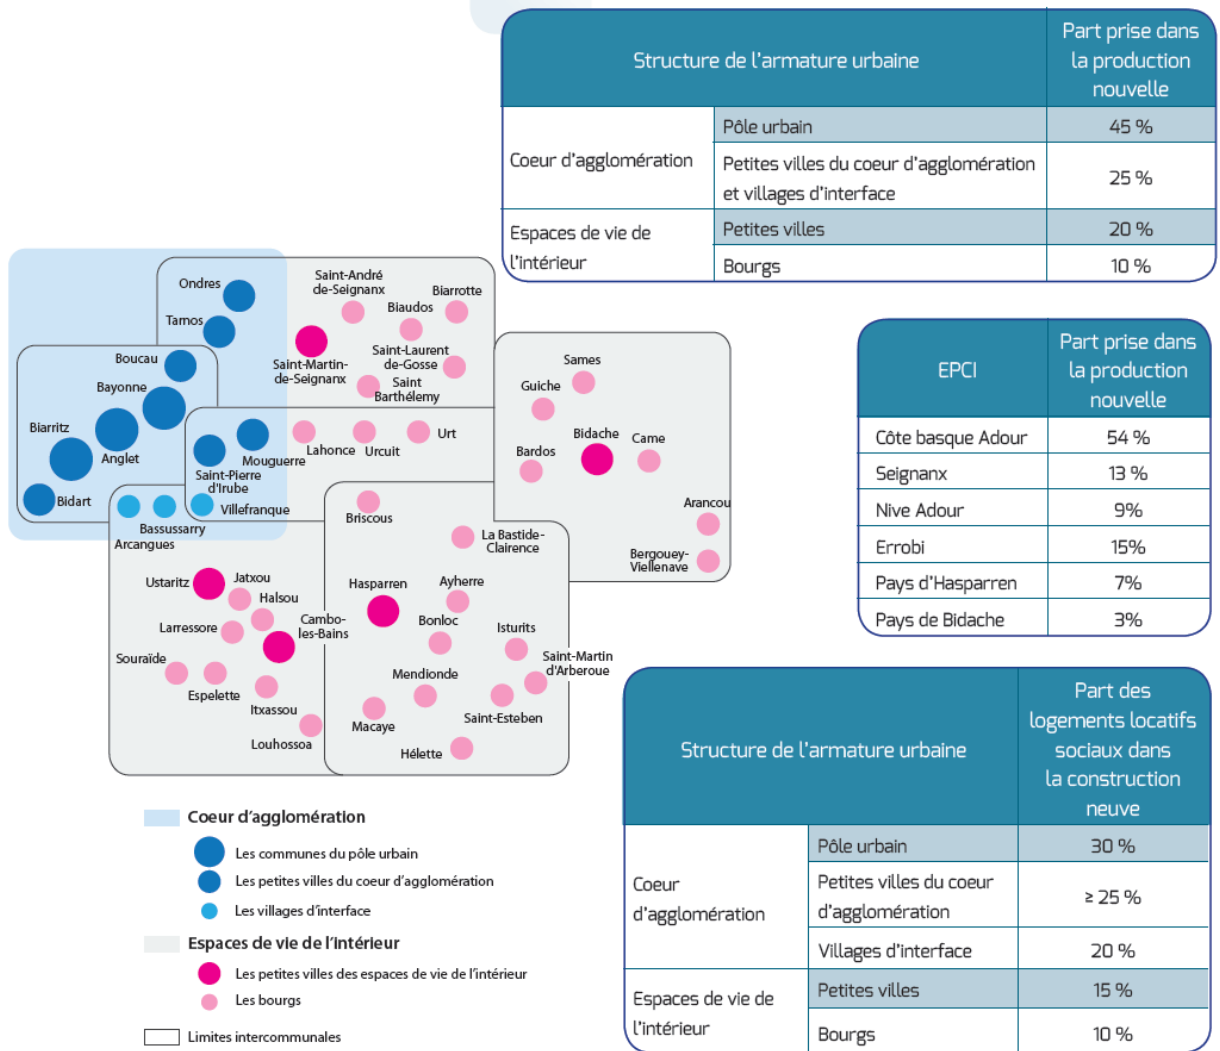 Structure de l'armature urbaine
Part prise dans
la production
nouvelle
Coeur d'agglomération
Pôle urbain
45 %
Petites villes du coeur d'agglomération
et villages d'interface
25 %
Espaces de vie de
l'intérieur
Petites villes
20 %
Bourgs
10 %
Ondres
Tarnos
Saint-André
de-Seignanx
Biaudos
Biarrotte
Saint-Martin-
de-Seignanx
Saint-Laurent
de-Gosse
Saint
Barthélemy
Boucau
Bayonne
Biarritz
Anglet
Bidart
Saint-Pierre
d'Irube
Mouguerre
Lahonce
Urcuit
Urt
Villefranque
Bassussarry
Arcangues
Sames
Guiche
Bidache
Came
Bardos
Arancou
Bergouey-
Viellenave
Briscous
La Bastide-
Clairence
Ustaritz
Jatxou
Halsou
Larressore
Cambo-
les-Bains
Souraïde
Espelette
Itxassou
Louhossoa
Hasparren
Ayherre
Bonloc
Isturits
Saint-Martin
d'Arberoue
Mendionde
Saint-Esteben
Macaye
Hélette
EPCI
Part prise dans
la production
nouvelle
Côte basque Adour
54 %
Seignanx
13 %
Nive Adour
9%
Errobi
15%
Pays d'Hasparren
7%
Pays de Bidache
3%
Coeur d'agglomération
Les communes du pôle urbain
Les petites villes du coeur d'agglomération
Les villages d'interface
Espaces de vie de l'intérieur
Les petites villes des espaces de vie de l'intérieur
Les bourgs
Limites intercommunales
Structure de l'armature urbaine
Part des
logements locatifs
sociaux dans
la construction
neuve
Coeur
d'agglomération
Pôle urbain
30 %
Petites villes du coeur
d'agglomération
≥ 25 %
Villages d'interface
20 %
Espaces de vie de
l'intérieur
Petites villes
15 %
Bourgs
10 %